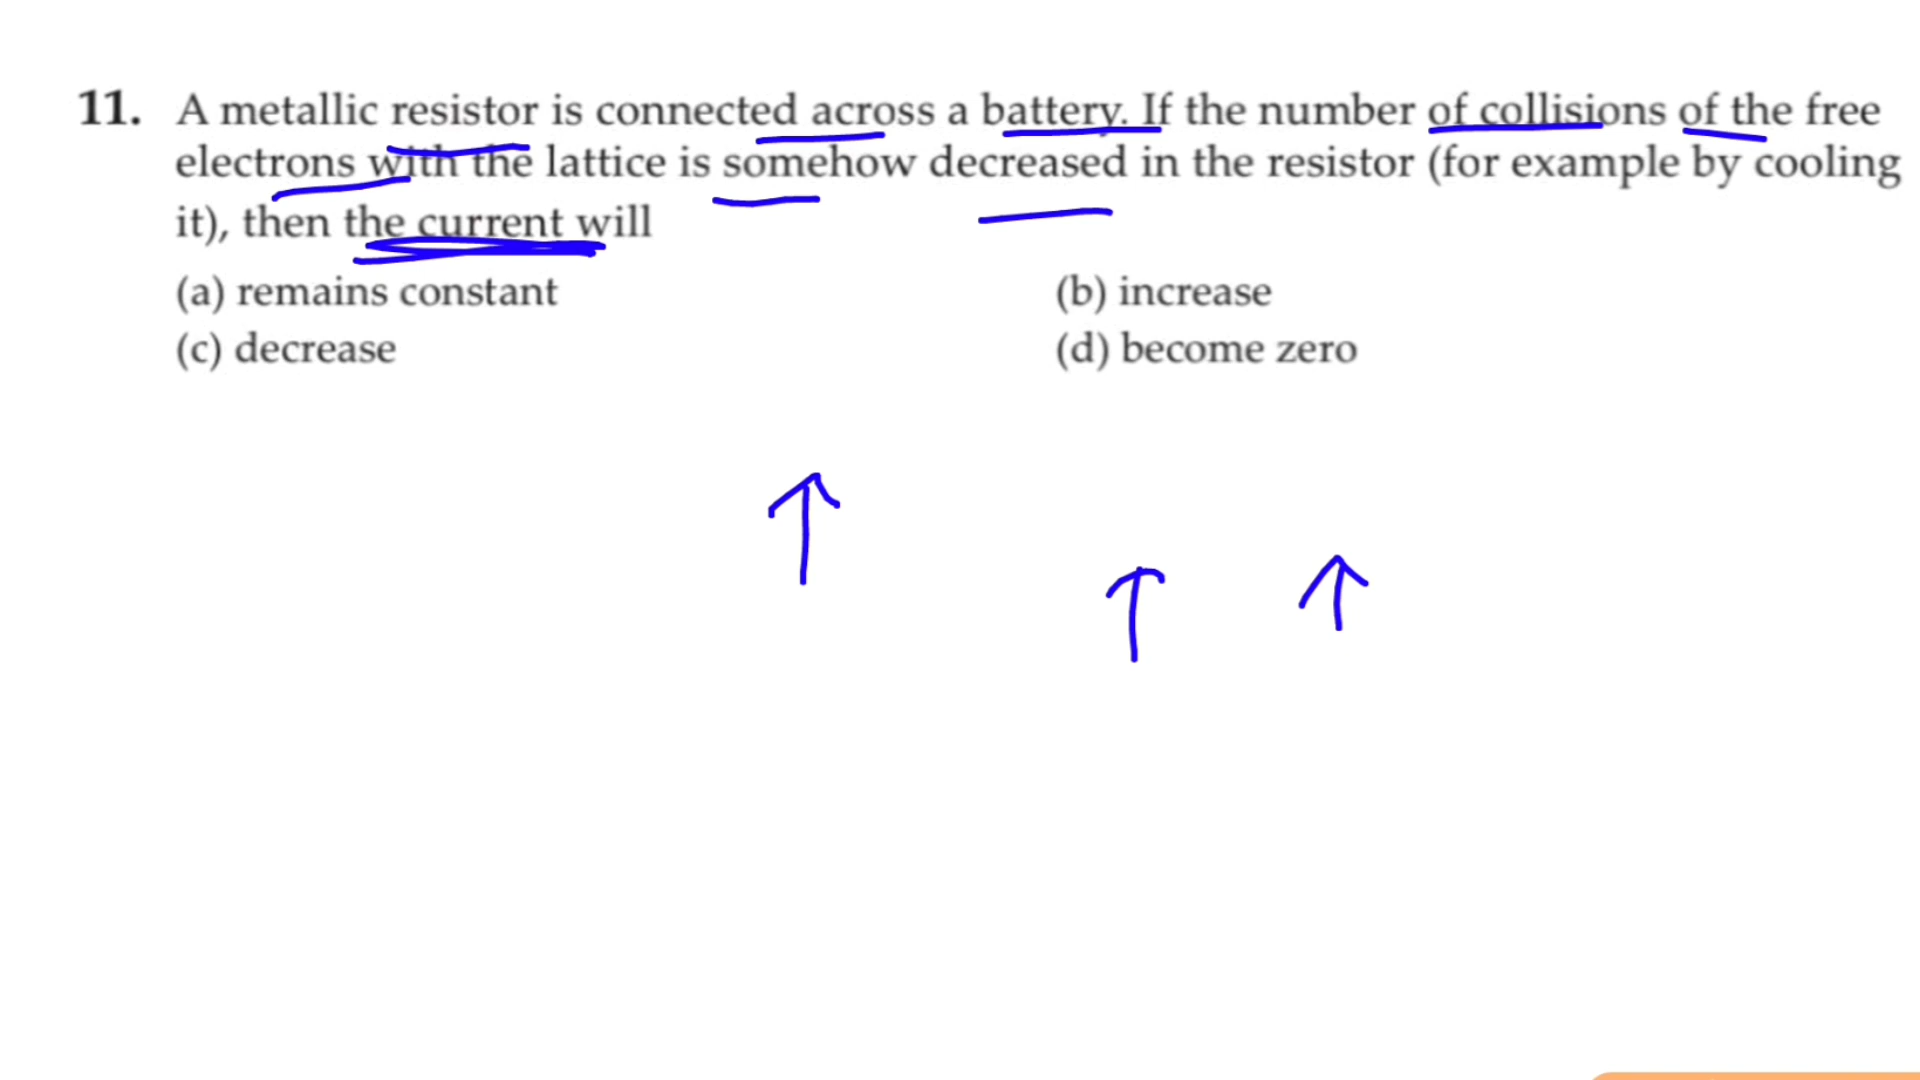 11. A metallic resistor is connected across a battery. If the number of collisions of the free
electrons with the lattice is somehow decreased in the resistor (for example by cooling
it), then the current will
(a) remains constant (b) increase
(c) decrease (d) become zero